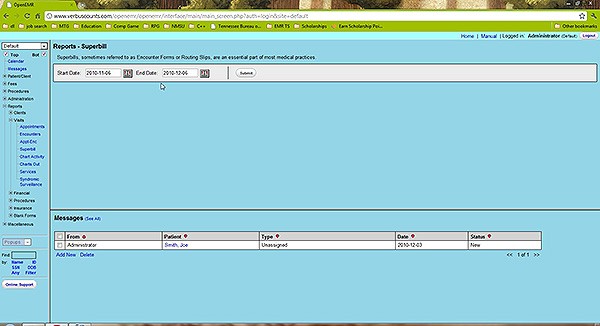 OpenEMR
www.verbuscounts.com/openemr/interface/main/main_screen.php?auth=login&site=default
dl job search MTG Education Comp Game RPG NMSU C++ Tennessee Bureau o... EMR TS Scholarships Earn Scholarship Poi... Other bookmarks
Home | Manual | Logged in: Administrator (Default) Logout
Default
Top Bot
Calendar
Messages
Patient/Client
Fees
Procedures
Administration
Reports
Clients
Visits
Appointments
Encounters
Appt-Enc
Superbill
Chart Activity
Charts Out
Services
Syndromic Surveillance
Financial
Procedures
Insurance
Blank Forms
Miscellaneous
Popups
Find:
by: Name ID
SSN DOB
Any Filter
Online Support
Reports - Superbill
Superbills, sometimes referred to as Encounter Forms or Routing Slips, are an essential part of most medical practices.
Start Date: 2010-11-06 End Date: 2010-12-06 Submit
Messages (See All)
From Patient Type Date Status
Administrator Smith, Joe Unassigned 2010-12-03 New
Add New Delete << 1 of 1 >>